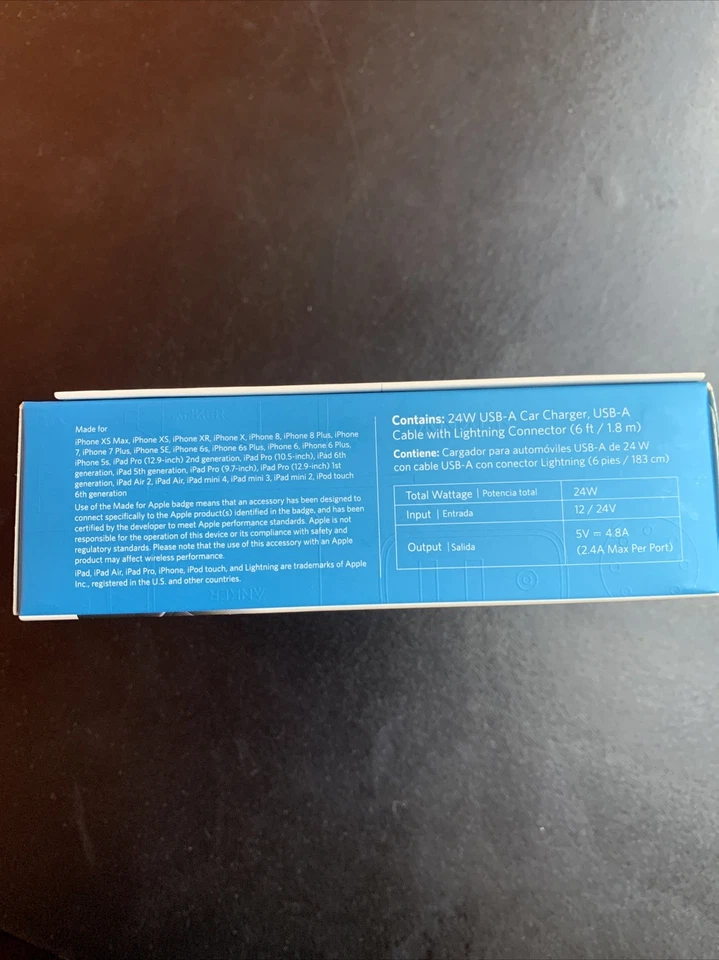 Made for
iPhone XS Max, iPhone XS, iPhone XR, iPhone X, iPhone 8, iPhone 8 Plus, iPhone
7, iPhone 7 Plus, iPhone SE, iPhone 6s, iPhone 6s Plus, iPhone 6, iPhone 6 Plus,
iPhone 5s, iPad Pro (12.9-inch) 2nd generation, iPad Pro (10.5-inch), iPad 6th
generation, iPad 5th generation, iPad Pro (9.7-inch), iPad Pro (12.9-inch) 1st
generation, iPad Air 2, iPad Air, iPad mini 4, iPad mini 3, iPad mini 2, iPod touch
6th generation
Use of the Made for Apple badge means that an accessory has been designed to
connect specifically to the Apple product(s) identified in the badge, and has been
certified by the developer to meet Apple performance standards. Apple is not
responsible for the operation of this device or its compliance with safety and
regulatory standards. Please note that the use of this accessory with an Apple
product may affect wireless performance.
iPad, iPad Air, iPad Pro, iPhone, iPod touch, and Lightning are trademarks of Apple
Inc., registered in the U.S. and other countries.
Contains: 24W USB-A Car Charger, USB-A
Cable with Lightning Connector (6 ft / 1.8 m)
Contiene: Cargador para automóviles USB-A de 24 W
con cable USB-A con conector Lightning (6 pies / 183 cm)
Total Wattage | Potencia total 24W
Input | Entrada 12 / 24V
Output | Salida 5V ⎓ 4.8A
(2.4A Max Per Port)
ANKER
ANKER